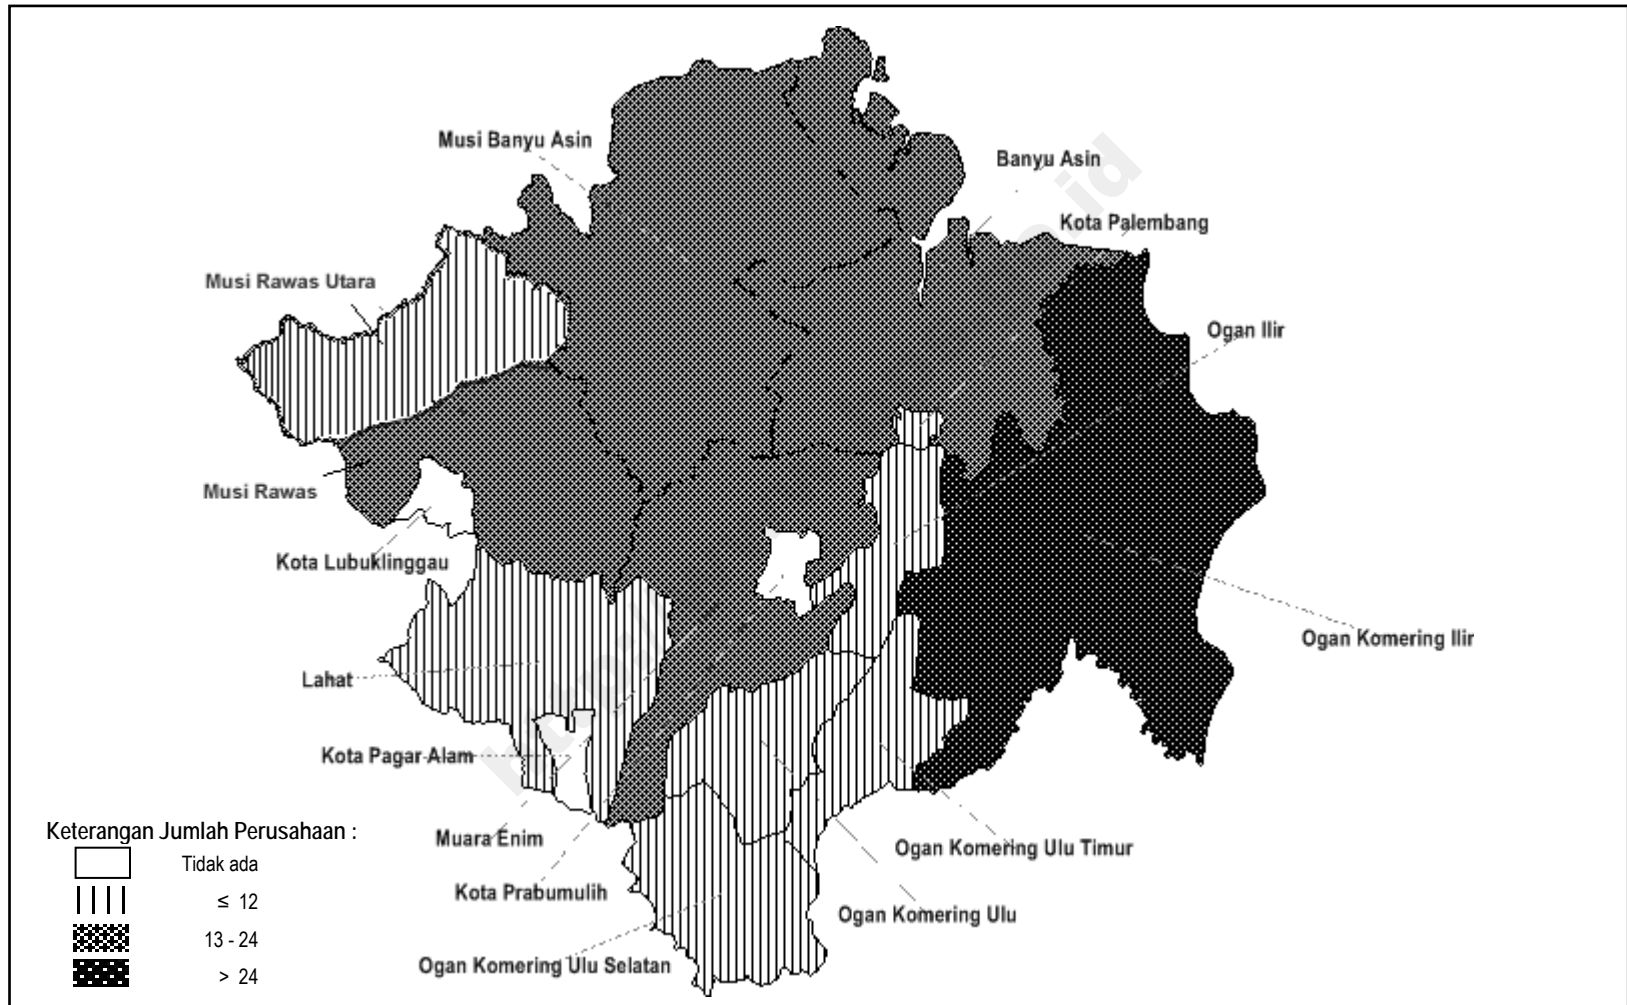 Musi Banyu Asin
Banyu Asin
Kota Palembang
Musi Rawas Utara
Ogan Ilir
Musi Rawas
Kota Lubuklinggau
Ogan Komering Ilir
Lahat
Kota Pagar Alam
Muara Enim
Ogan Komering Ulu Timur
Kota Prabumulih
Ogan Komering Ulu
Ogan Komering Ulu Selatan
Keterangan Jumlah Perusahaan :
Tidak ada
≤ 12
13 - 24
> 24